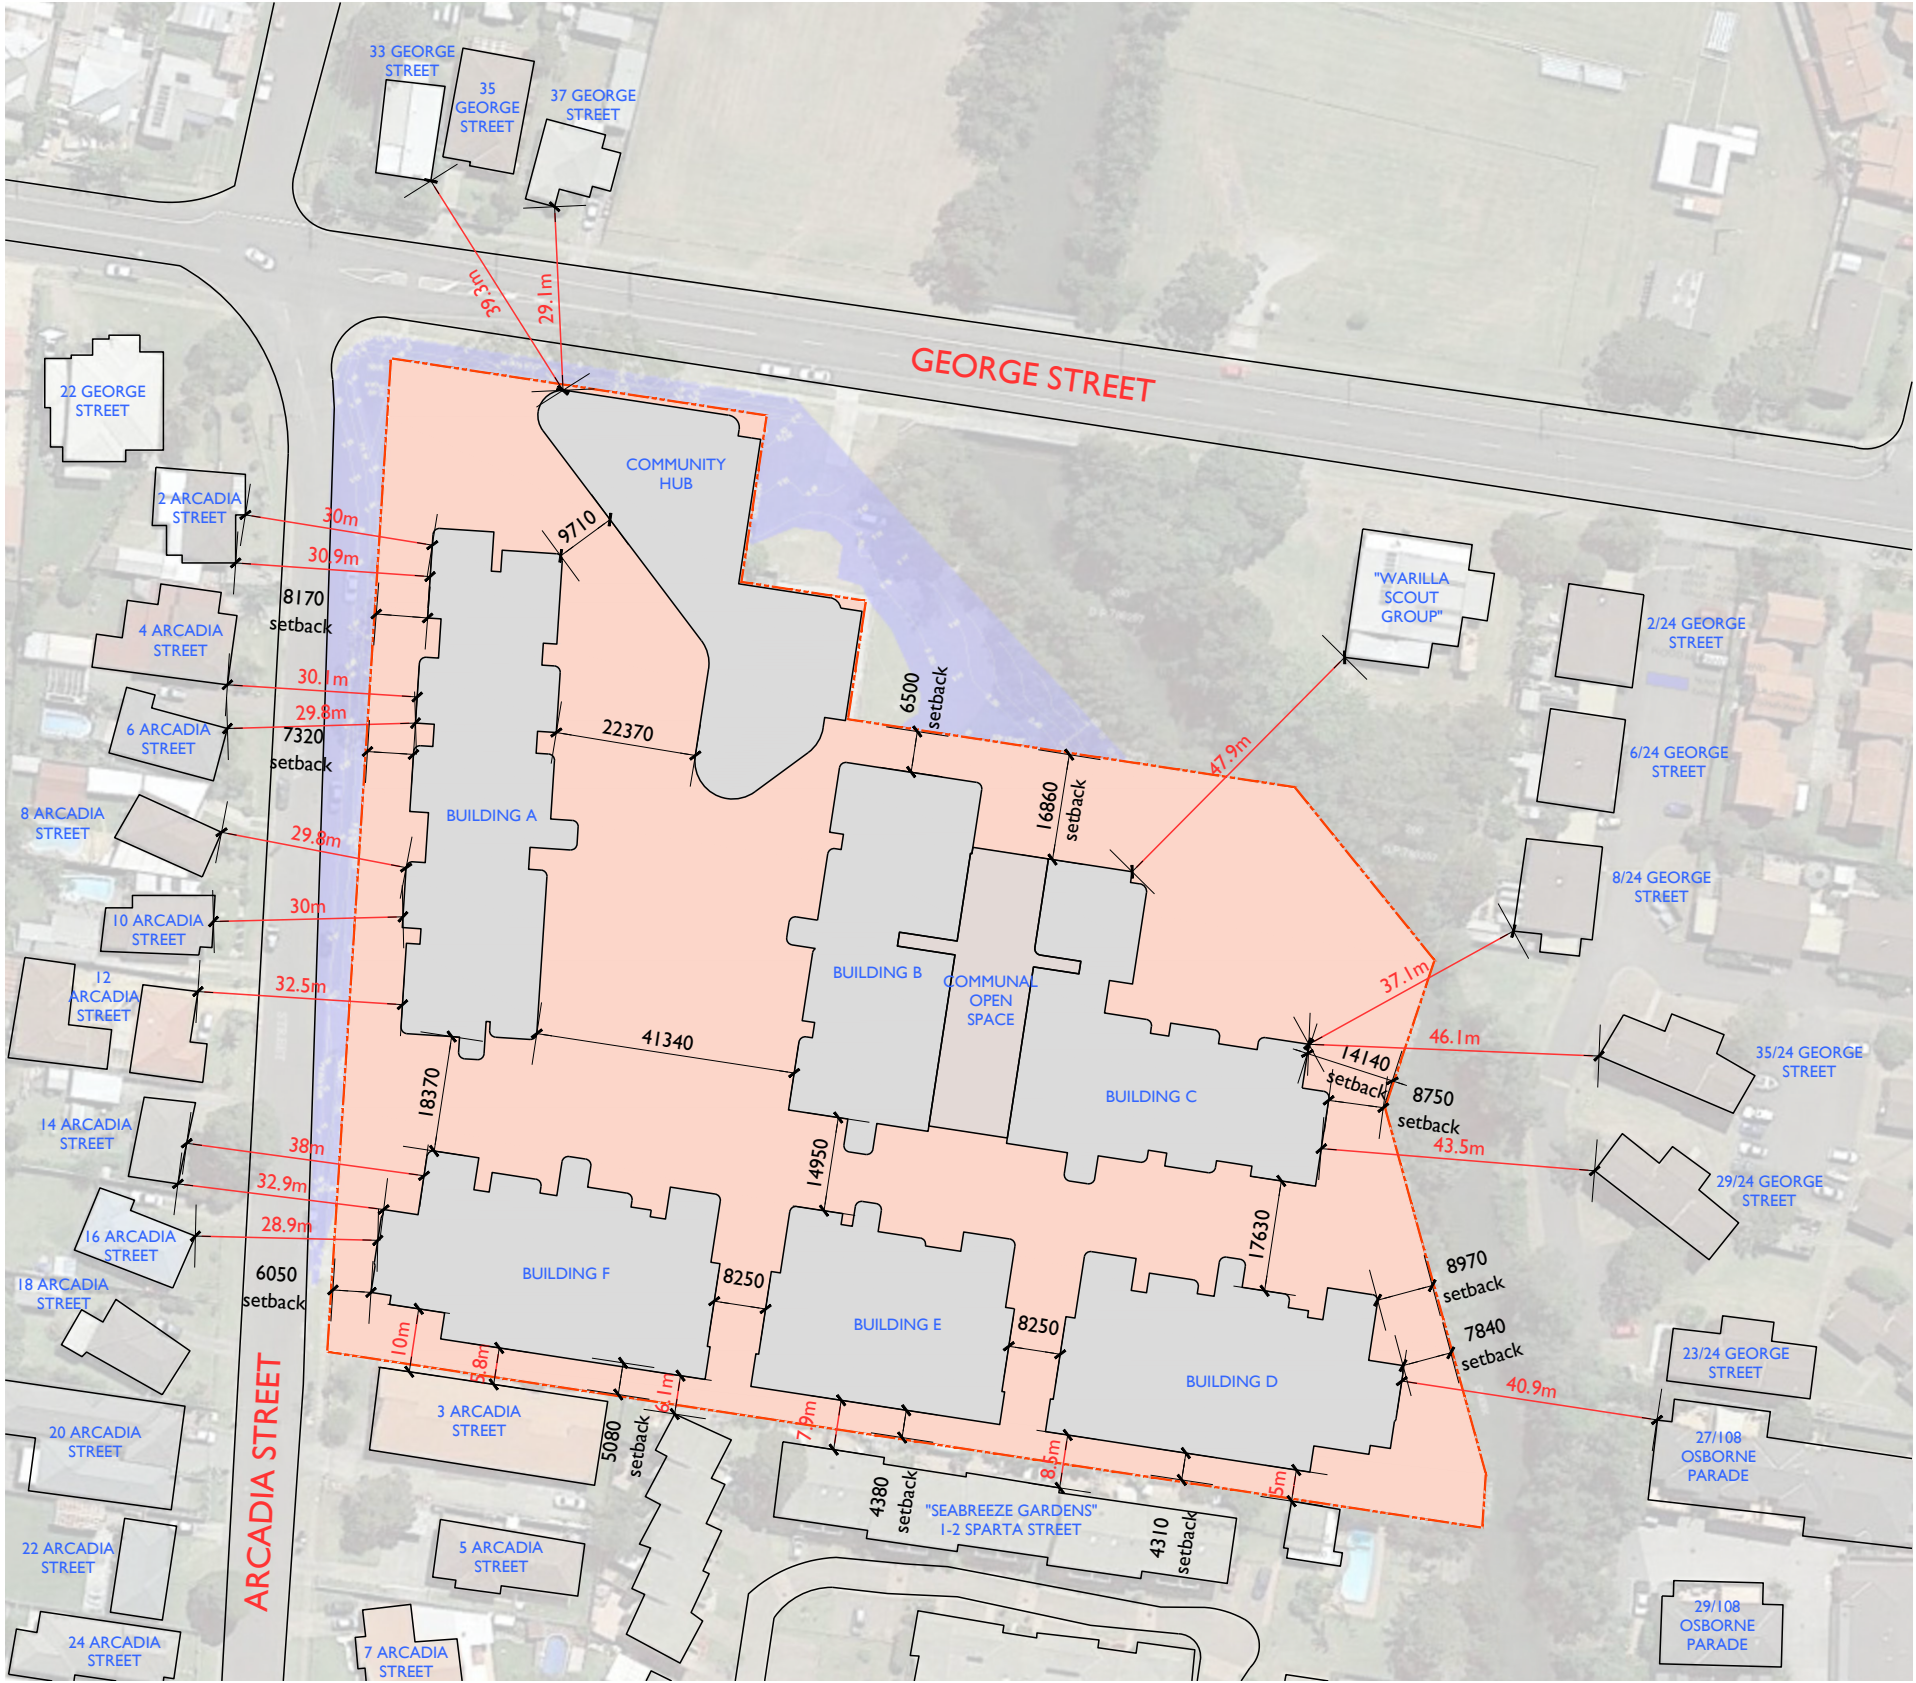 33 GEORGE
STREET
35
GEORGE
STREET
37 GEORGE
STREET
39.3m
29.1m
GEORGE STREET
22 GEORGE
STREET
COMMUNITY
HUB
2 ARCADIA
STREET
30m
30.9m
9710
8170
setback
4 ARCADIA
STREET
"WARILLA
SCOUT
GROUP"
2/24 GEORGE
STREET
30.1m
29.8m
6 ARCADIA
STREET
7320
setback
22370
6500
setback
47.9m
6/24 GEORGE
STREET
16860
setback
BUILDING A
8 ARCADIA
STREET
29.8m
8/24 GEORGE
STREET
10 ARCADIA
STREET
30m
BUILDING B
COMMUNAL
OPEN
SPACE
37.1m
12
ARCADIA
STREET
32.5m
41340
46.1m
35/24 GEORGE
STREET
14140
setback
8750
setback
BUILDING C
18370
14 ARCADIA
STREET
38m
14950
43.5m
32.9m
29/24 GEORGE
STREET
16 ARCADIA
STREET
28.9m
17630
BUILDING F
8250
8970
setback
6050
setback
18 ARCADIA
STREET
BUILDING E
8250
7840
setback
10m
5.8m
23/24 GEORGE
STREET
BUILDING D
40.9m
6.1m
7.9m
3 ARCADIA
STREET
5080
setback
20 ARCADIA
STREET
8.5m
27/108
OSBORNE
PARADE
5m
4380
setback
"SEABREEZE GARDENS"
1-2 SPARTA STREET
4310
setback
ARCADIA STREET
22 ARCADIA
STREET
5 ARCADIA
STREET
29/108
OSBORNE
PARADE
24 ARCADIA
STREET
7 ARCADIA
STREET